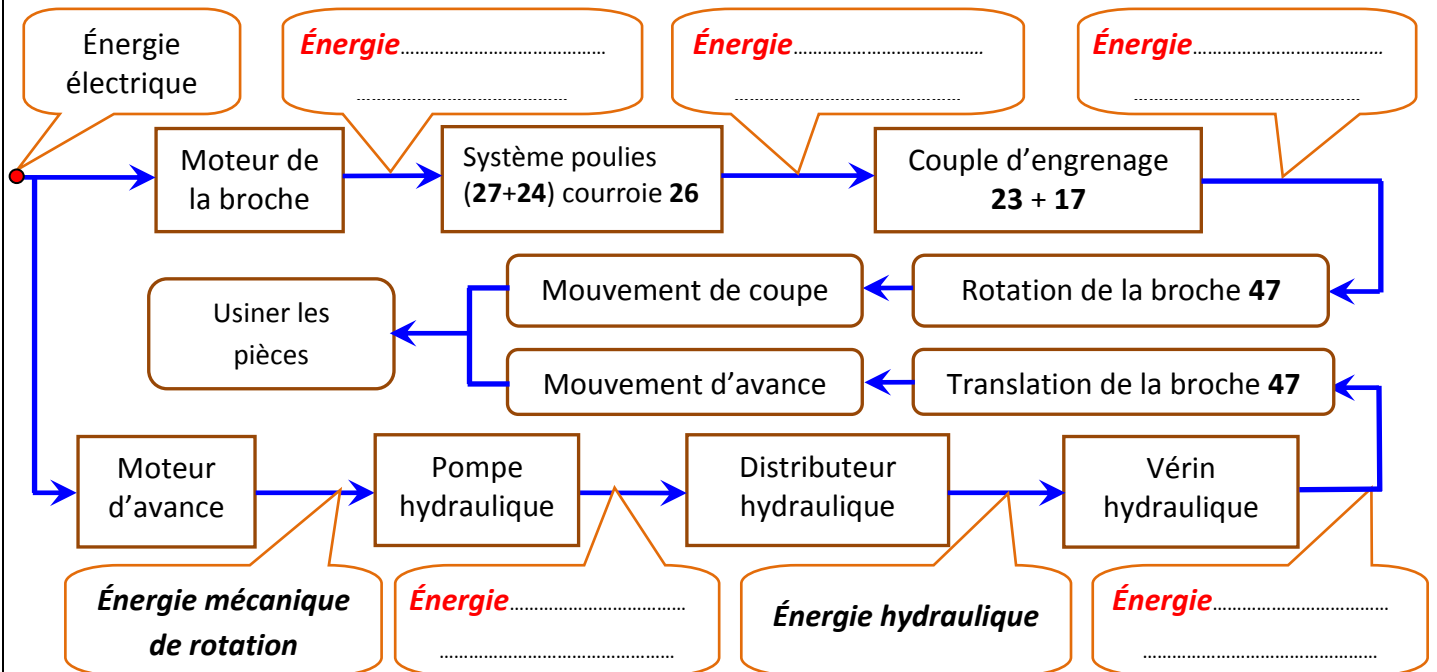 Énergie
électrique
Énergie....................................
....................................
Énergie....................................
....................................
Énergie....................................
....................................
Moteur de
la broche
Système poulies
(27+24) courroie 26
Couple d’engrenage
23 + 17
Usiner les
pièces
Mouvement de coupe
Rotation de la broche 47
Mouvement d’avance
Translation de la broche 47
Moteur
d’avance
Pompe
hydraulique
Distributeur
hydraulique
Vérin
hydraulique
Énergie mécanique
de rotation
Énergie....................................
....................................
Énergie hydraulique
Énergie....................................
....................................